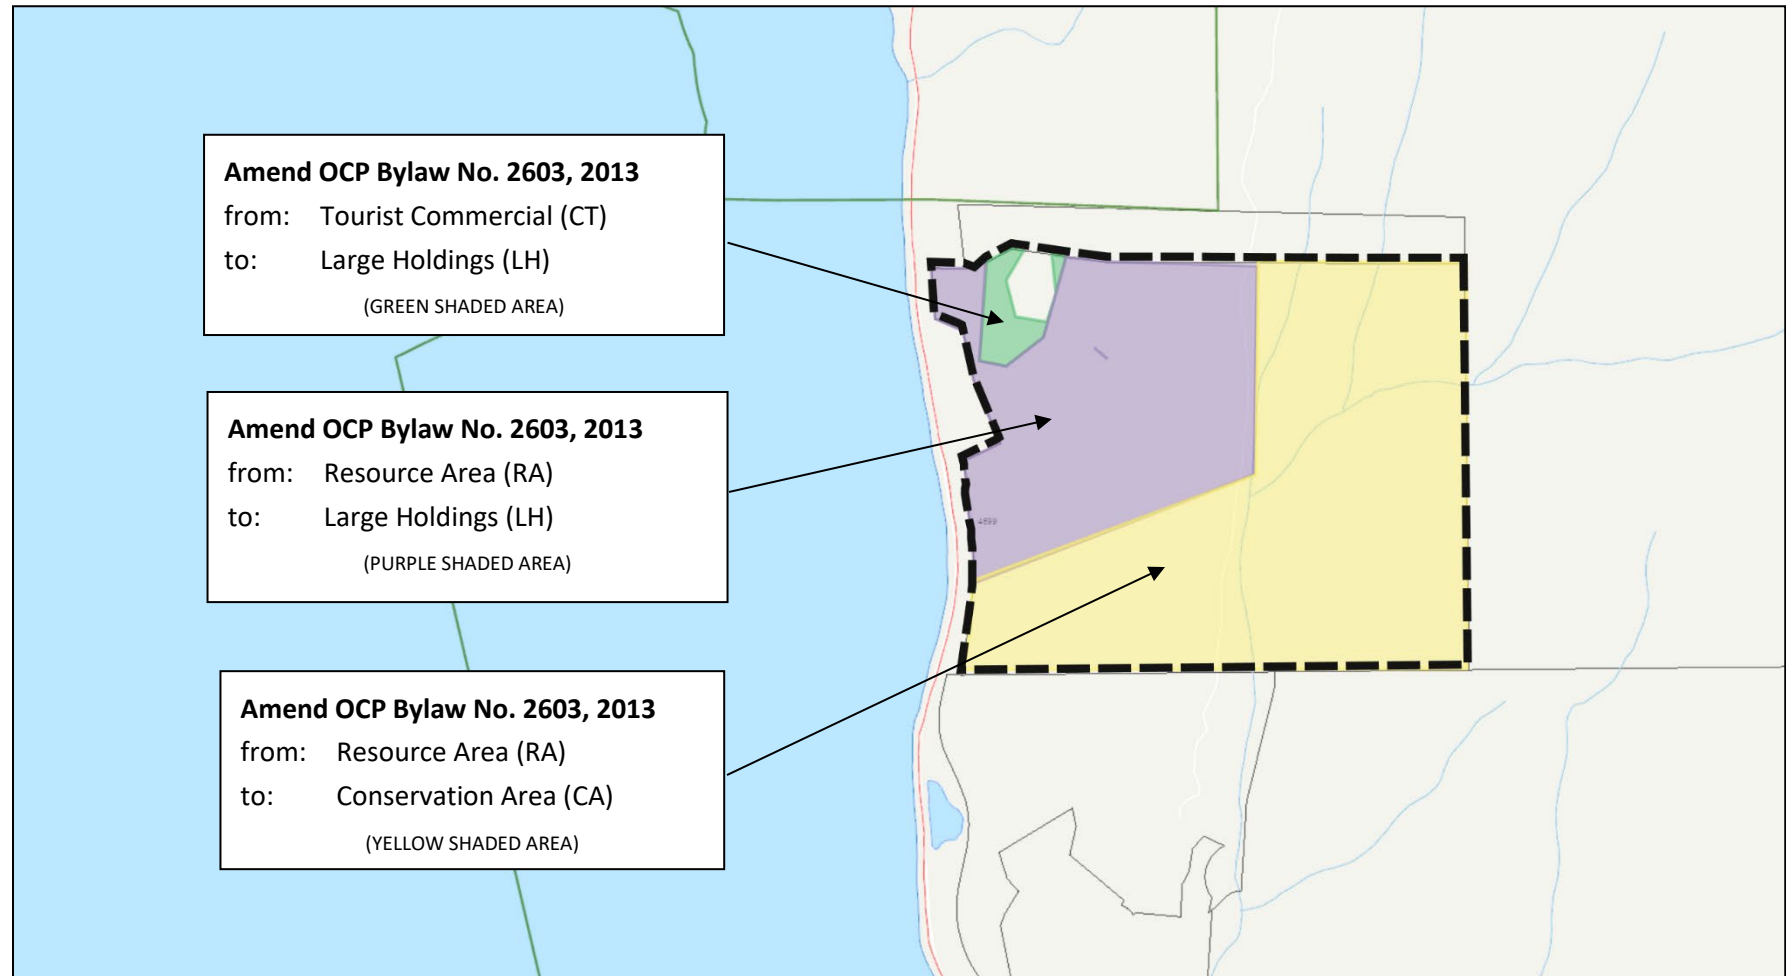 Amend OCP Bylaw No. 2603, 2013
from: Tourist Commercial (CT)
to: Large Holdings (LH)
(GREEN SHADED AREA)
Amend OCP Bylaw No. 2603, 2013
from: Resource Area (RA)
to: Large Holdings (LH)
(PURPLE SHADED AREA)
Amend OCP Bylaw No. 2603, 2013
from: Resource Area (RA)
to: Conservation Area (CA)
(YELLOW SHADED AREA)